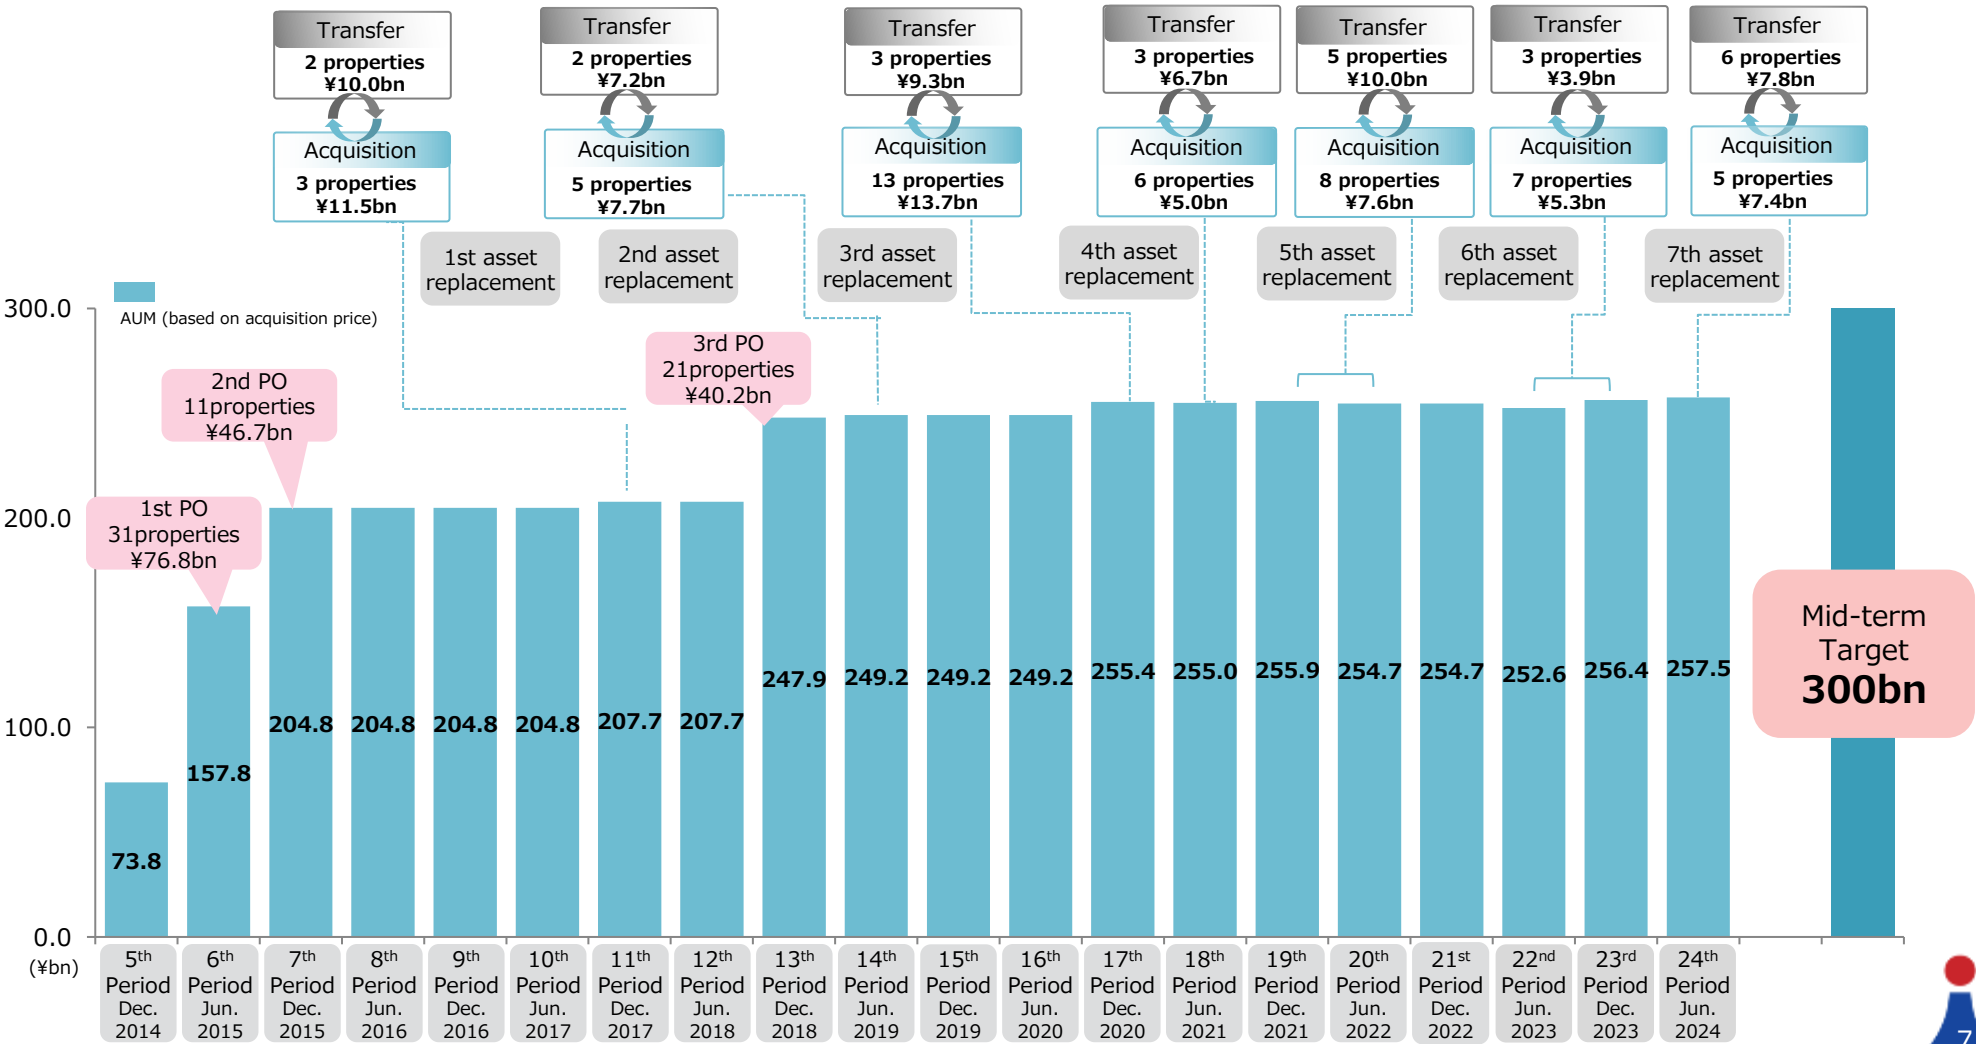 Transfer
2 properties
¥10.0bn
Acquisition
3 properties
¥11.5bn
Transfer
2 properties
¥7.2bn
Acquisition
5 properties
¥7.7bn
Transfer
3 properties
¥9.3bn
Acquisition
13 properties
¥13.7bn
Transfer
3 properties
¥6.7bn
Acquisition
6 properties
¥5.0bn
Transfer
5 properties
¥10.0bn
Acquisition
8 properties
¥7.6bn
Transfer
3 properties
¥3.9bn
Acquisition
7 properties
¥5.3bn
Transfer
6 properties
¥7.8bn
Acquisition
5 properties
¥7.4bn
1st asset
replacement
2nd asset
replacement
3rd asset
replacement
4th asset
replacement
5th asset
replacement
6th asset
replacement
7th asset
replacement
AUM (based on acquisition price)
300.0
200.0
100.0
0.0
(¥bn)
1st PO
31properties
¥76.8bn
2nd PO
11properties
¥46.7bn
3rd PO
21properties
¥40.2bn
73.8
157.8
204.8
204.8
204.8
204.8
207.7
207.7
247.9
249.2
249.2
249.2
255.4
255.0
255.9
254.7
254.7
252.6
256.4
257.5
Mid-term
Target
300bn
5th
Period
Dec.
2014
6th
Period
Jun.
2015
7th
Period
Dec.
2015
8th
Period
Jun.
2016
9th
Period
Dec.
2016
10th
Period
Jun.
2017
11th
Period
Dec.
2017
12th
Period
Jun.
2018
13th
Period
Dec.
2018
14th
Period
Jun.
2019
15th
Period
Dec.
2019
16th
Period
Jun.
2020
17th
Period
Dec.
2020
18th
Period
Jun.
2021
19th
Period
Dec.
2021
20th
Period
Jun.
2022
21st
Period
Dec.
2022
22nd
Period
Jun.
2023
23rd
Period
Dec.
2023
24th
Period
Jun.
2024
7